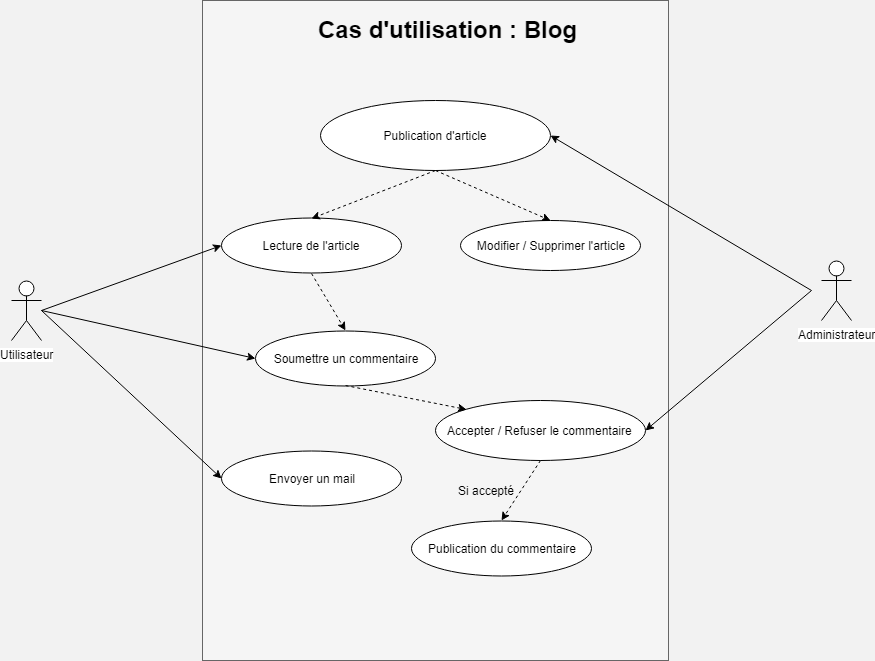 Cas d'utilisation : Blog
Publication d'article
Lecture de l'article
Modifier / Supprimer l'article
Utilisateur
Administrateur
Soumettre un commentaire
Accepter / Refuser le commentaire
Envoyer un mail
Si accepté
Publication du commentaire